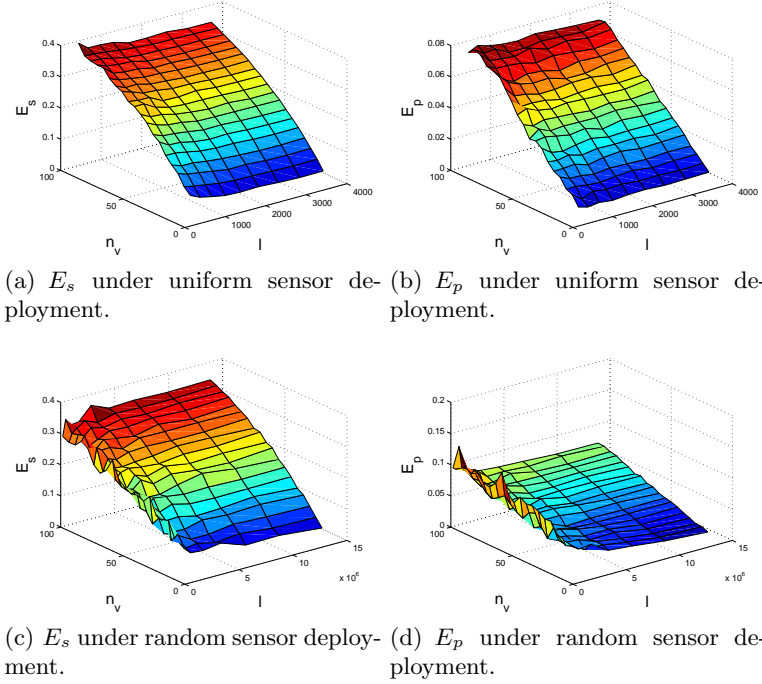 0.4
0.3
0.2
0.1
0
E_s
100
50
0
n_v
0
1000
2000
3000
4000
l
0.08
0.06
0.04
0.02
0
E_p
100
50
0
n_v
0
1000
2000
3000
4000
l
(a) E_s under uniform sensor de-
ployment.
(b) E_p under uniform sensor de-
ployment.
0.4
0.3
0.2
0.1
0
E_s
100
50
0
n_v
0
5
10
15
x 10^6
l
0.2
0.15
0.1
0.05
0
E_p
100
50
0
n_v
0
5
10
15
x 10^6
l
(c) E_s under random sensor deploy-
ment.
(d) E_p under random sensor de-
ployment.